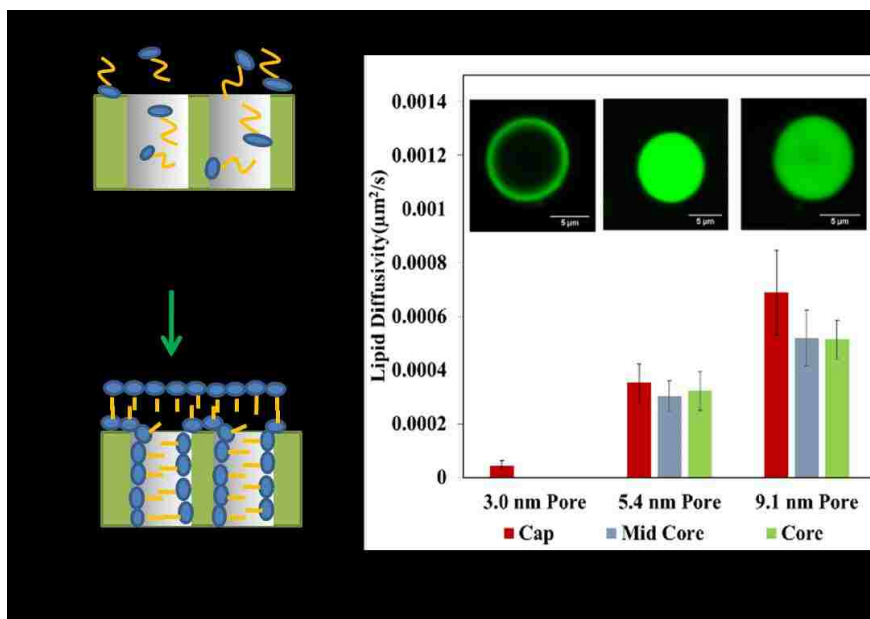 0.0014
0.0012
0.001
0.0008
0.0006
0.0004
0.0002
0
Lipid Diffusivity(μm²/s)
5 μm
5 μm
5 μm
3.0 nm Pore 5.4 nm Pore 9.1 nm Pore
Cap Mid Core Core